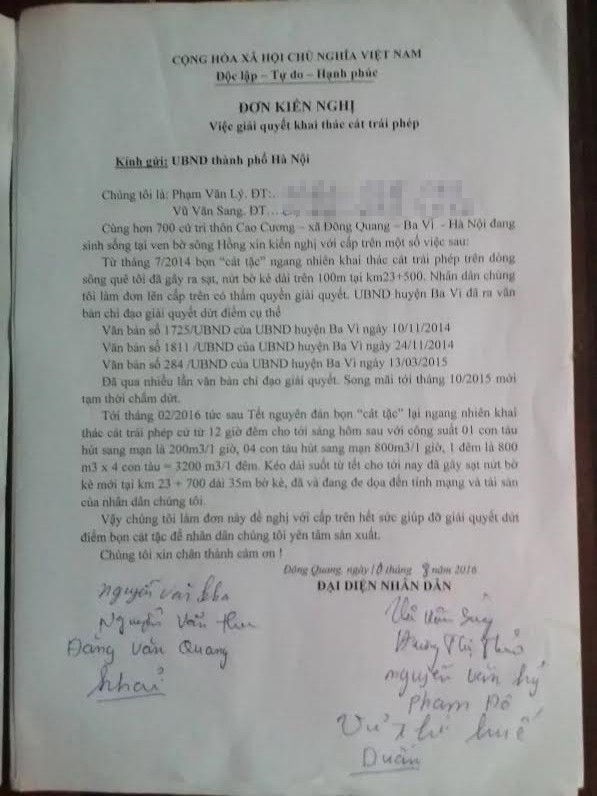 CỘNG HÒA XÃ HỘI CHỦ NGHĨA VIỆT NAM
Độc lập – Tự do – Hạnh phúc
ĐƠN KIẾN NGHỊ
Việc giải quyết khai thác cát trái phép
Kính gửi: UBND thành phố Hà Nội
Chúng tôi là: Phạm Văn Lý. ĐT:.
Vũ Văn Sang. ĐT....
Cùng hơn 700 cử tri thôn Cao Cương – xã Đông Quang – Ba Vì - Hà Nội đang
sinh sống tại ven bờ sông Hồng xin kiến nghị với cấp trên một số việc sau:
Từ tháng 7/2014 bọn “cát tặc” ngang nhiên khai thác cát trái phép trên dòng
sông quê tôi đã gây ra sạt, nứt bờ kè dài trên 100m tại km23+500. Nhân dân chúng
tôi làm đơn lên cấp trên có thẩm quyền giải quyết. UBND huyện Ba Vì đã ra văn
bản chỉ đạo giải quyết dứt điểm cụ thể
Văn bản số 1725/UBND của UBND huyện Ba Vì ngày 10/11/2014
Văn bản số 1811 /UBND của UBND huyện Ba Vì ngày 24/11/2014
Văn bản số 284 /UBND của UBND huyện Ba Vì ngày 13/03/2015
Đã qua nhiều lần văn bản chỉ đạo giải quyết. Song mãi tới tháng 10/2015 mới
tạm thời chấm dứt.
Tới tháng 02/2016 tức sau Tết nguyên đán bọn “cát tặc” lại ngang nhiên khai
thác cát trái phép cứ từ 12 giờ đêm cho tới sáng hôm sau với công suất 01 con tàu
hút sang mạn là 200m3/1 giờ, 04 con tàu hút sang mạn 800m3/1 giờ, 1 đêm là 800
m3 x 4 con tàu = 3200 m3/1 đêm. Kéo dài suốt từ tết cho tới nay đã gây sạt nứt bờ
kè mới tại km 23 + 700 dài 35m bờ kè, đã và đang đe dọa đến tính mạng và tài sản
của nhân dân chúng tôi.
Vậy chúng tôi làm đơn này đề nghị với cấp trên hết sức giúp đỡ giải quyết dứt
điểm bọn cát tặc để nhân dân chúng tôi yên tâm sản xuất.
Chúng tôi xin chân thành cảm ơn !
Đông Quang, ngày 10 tháng 3 năm 2016
ĐẠI DIỆN NHÂN DÂN
Nguyễn Văn
Nguyễn Văn
Đặng Văn Quang
Khải
Dương Thị Thảo
Nguyễn Văn Hỷ
Phạm
Vũ Thị Huế
Duẩn